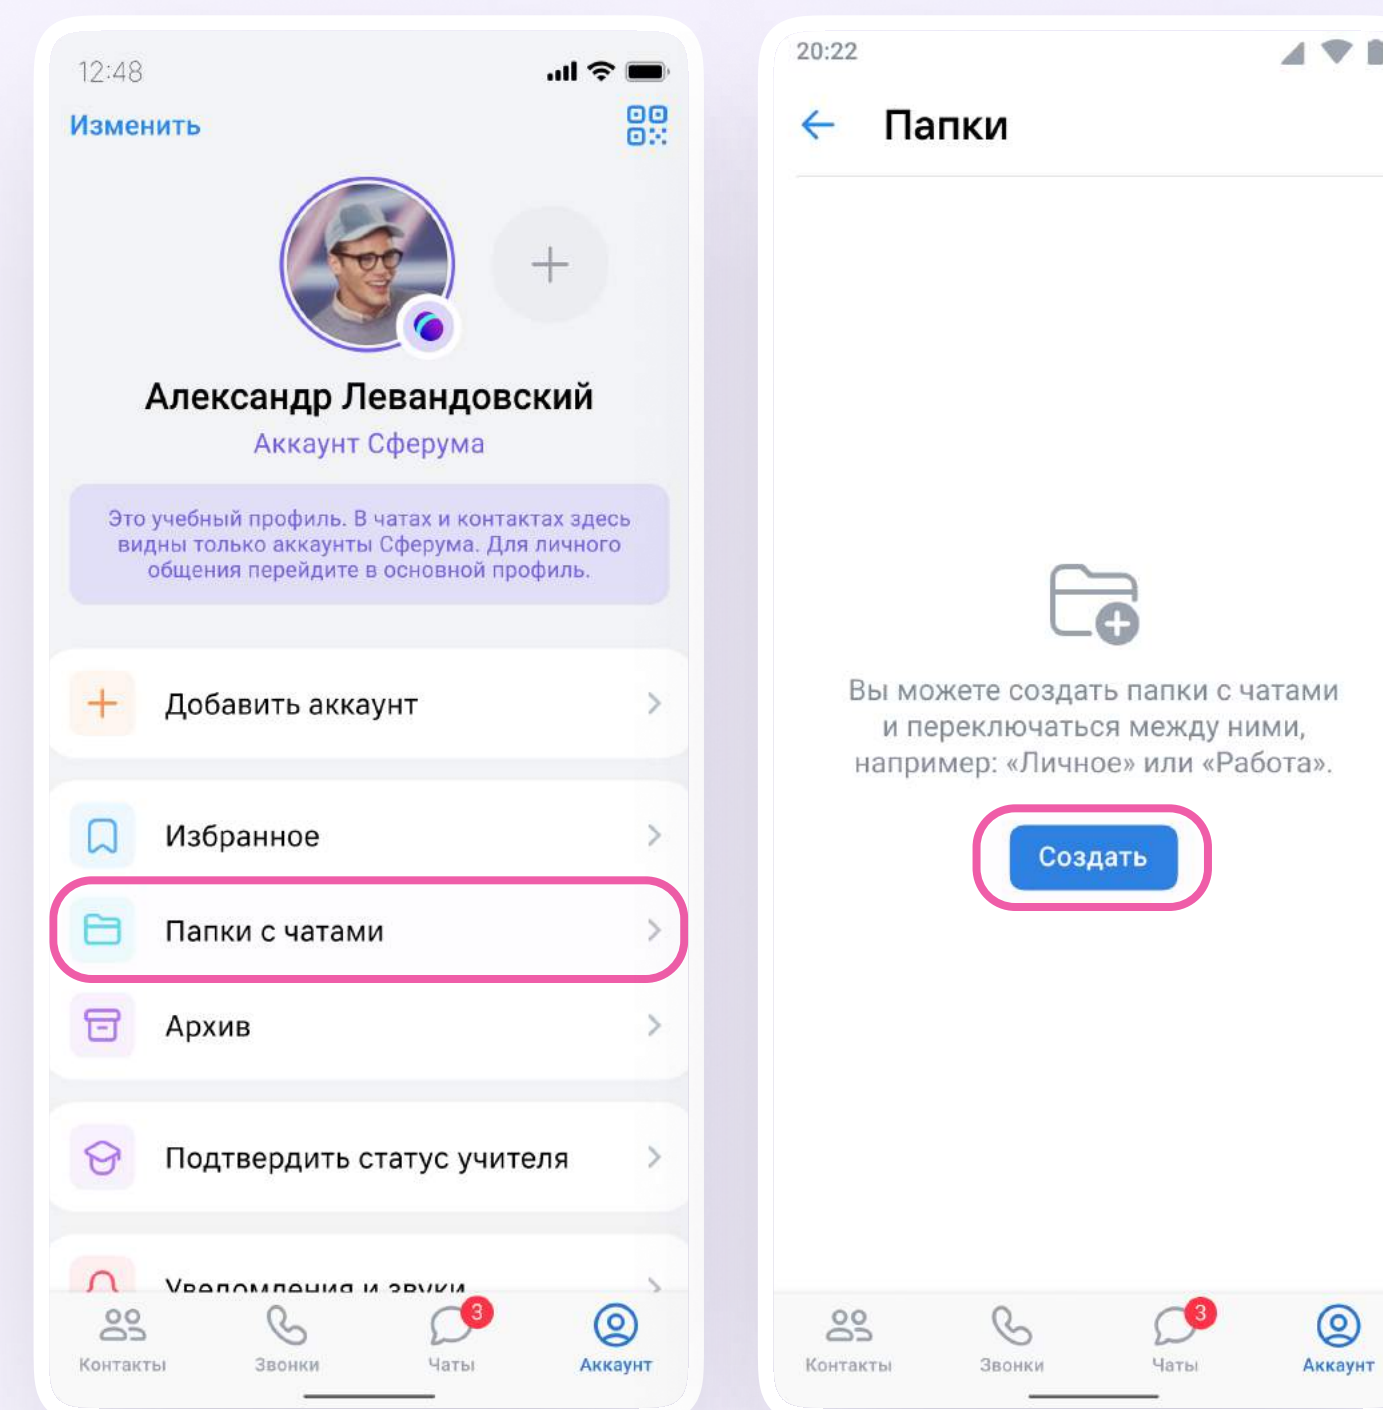 12:48
Изменить
Александр Левандовский
Аккаунт Сферума
Это учебный профиль. В чатах и контактах здесь
видны только аккаунты Сферума. Для личного
общения перейдите в основной профиль.
Добавить аккаунт
Избранное
Папки с чатами
Архив
Подтвердить статус учителя
Уведомления и звуки
3
Контакты
Звонки
Чаты
Аккаунт
20:22
Папки
Вы можете создать папки с чатами
и переключаться между ними,
например: «Личное» или «Работа».
Создать
3
Контакты
Звонки
Чаты
Аккаунт